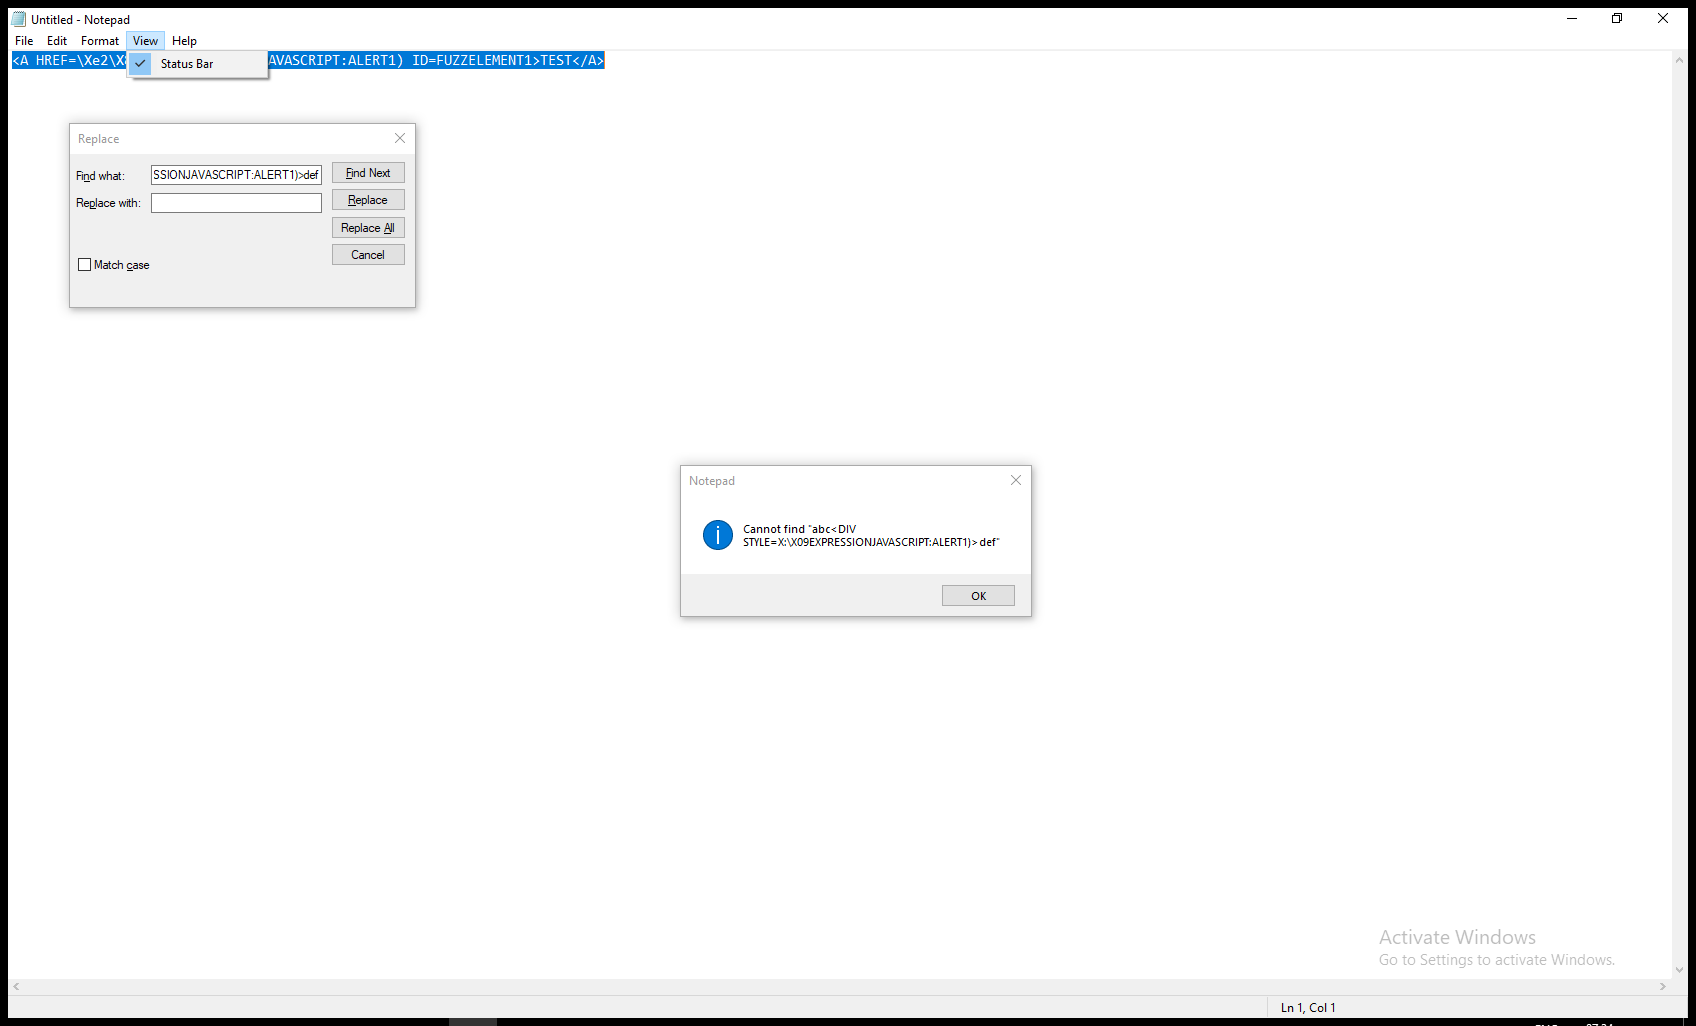 Untitled - Notepad
File Edit Format View Help
<A HREF=\Xe2\X
AVASCRIPT:ALERT1) ID=FUZZELEMENT1>TEST</A>
Status Bar
Replace
Find what:
SSIONJAVASCRIPT:ALERT1)>def
Find Next
Replace with:
Replace
Replace All
Cancel
Match case
Notepad
Cannot find "abc<DIV
STYLE=X:\X09EXPRESSIONJAVASCRIPT:ALERT1)>def"
OK
Activate Windows
Go to Settings to activate Windows.
Ln 1, Col 1